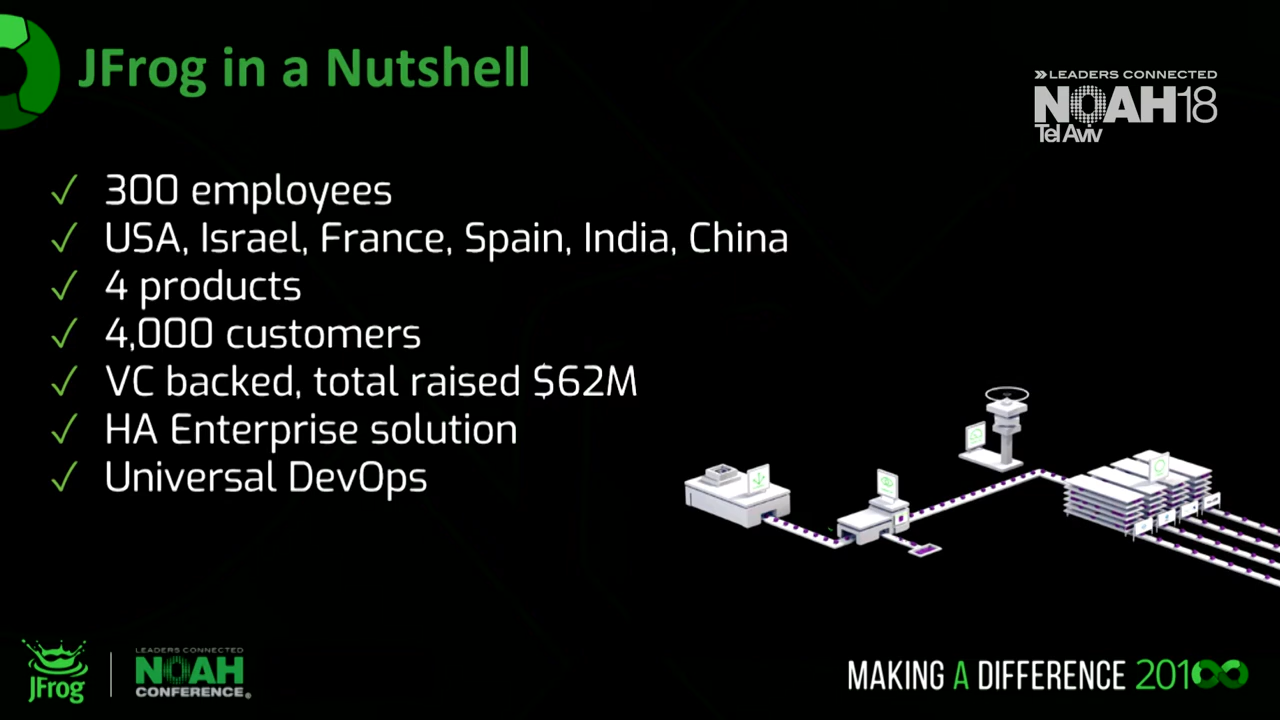 JFrog in a Nutshell
LEADERS CONNECTED
NOAH18
Tel Aviv
✓ 300 employees
✓ USA, Israel, France, Spain, India, China
✓ 4 products
✓ 4,000 customers
✓ VC backed, total raised $62M
✓ HA Enterprise solution
✓ Universal DevOps
JFrog
LEADERS CONNECTED
NOAH
CONFERENCE®
MAKING A DIFFERENCE 2018